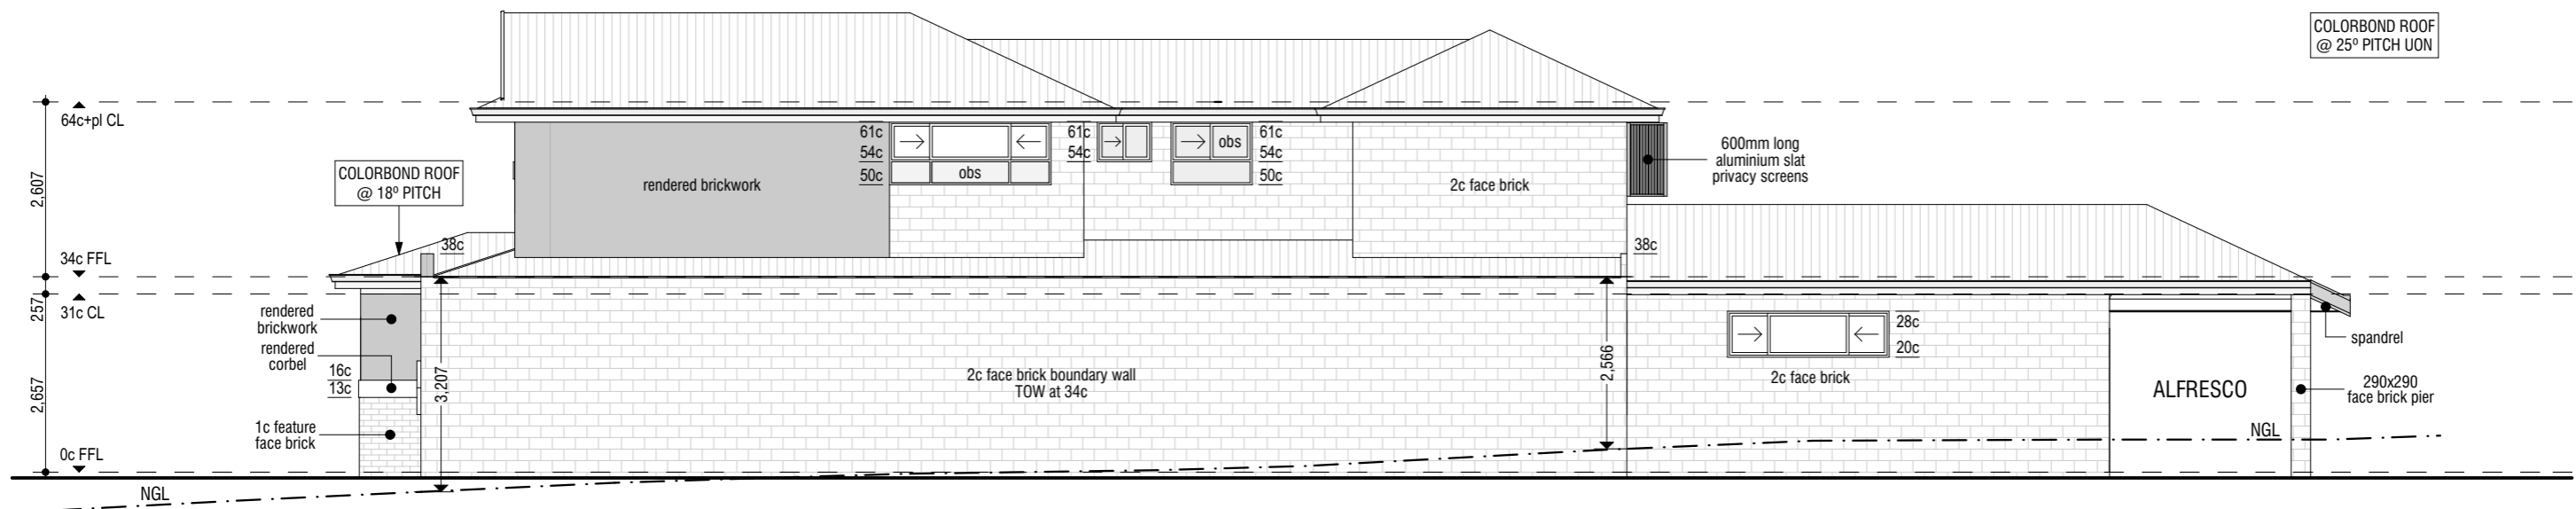 COLORBOND ROOF
@ 25º PITCH UON
64c+pl CL
61c
54c
50c
obs
61c
54c
obs
61c
54c
50c
600mm long
aluminium slat
privacy screens
COLORBOND ROOF
@ 18º PITCH
rendered brickwork
2c face brick
2,607
38c
38c
34c FFL
257
31c CL
rendered
brickwork
rendered
corbel
16c
13c
2,657
3,207
2c face brick boundary wall
TOW at 34c
2,566
28c
20c
2c face brick
spandrel
ALFRESCO
290x290
face brick pier
1c feature
face brick
0c FFL
NGL
NGL